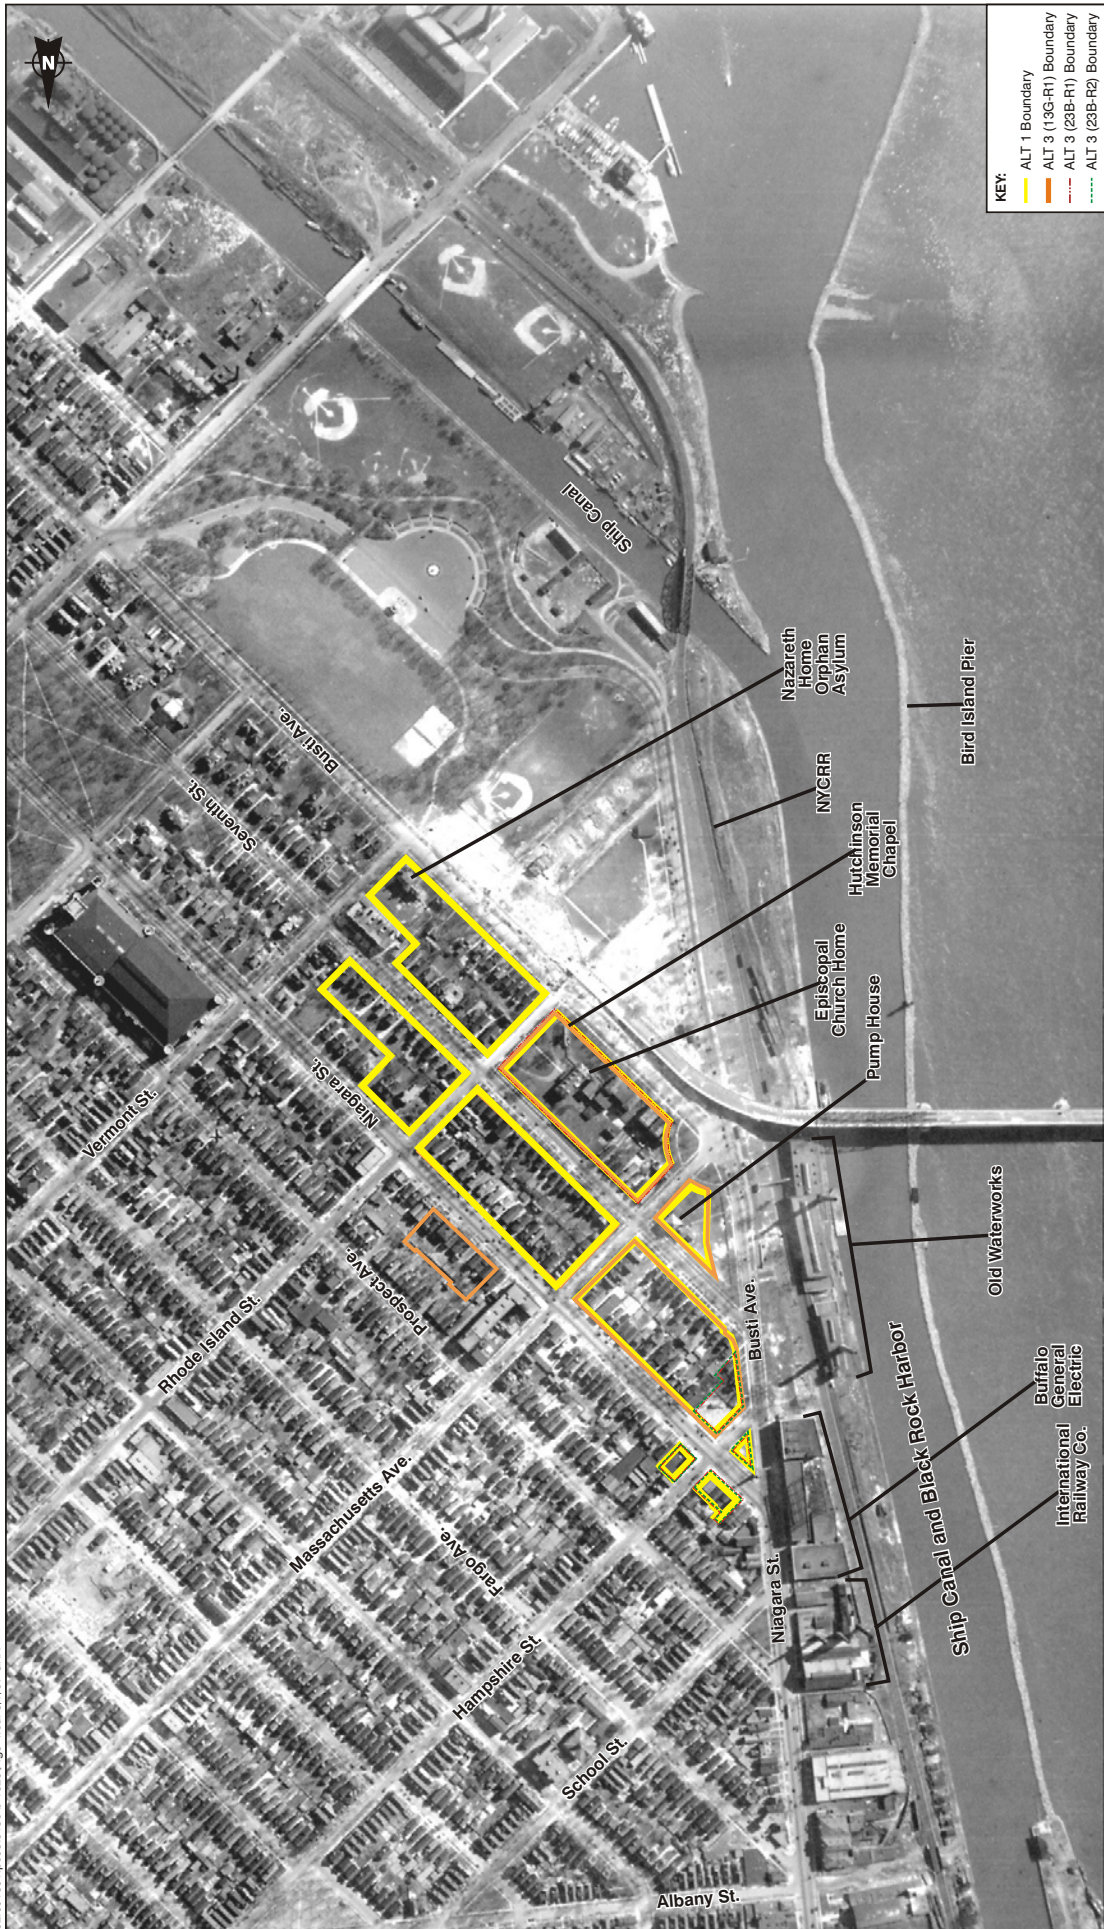 N
KEY:
ALT 1 Boundary
ALT 3 (13G-R1) Boundary
ALT 3 (23B-R1) Boundary
ALT 3 (23B-R2) Boundary
Ship Canal
Busti Ave.
Seventh St.
Nazareth
Home
Orphan
Asylum
Bird Island Pier
NYCRR
Hutchinson
Memorial
Chapel
Episcopal
Church Home
Pump House
Niagara St.
Vermont St.
Prospect Ave.
Rhode Island St.
Old Waterworks
Busti Ave.
Buffalo
General
Electric
International
Railway Co.
Ship Canal and Black Rock Harbor
Massachusetts Ave.
Fargo Ave.
Niagara St.
Hampshire St.
School St.
Albany St.